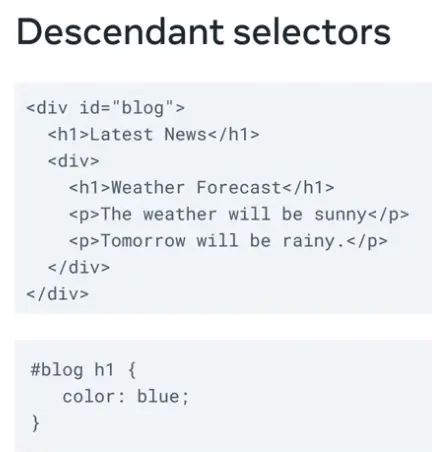 Descendant selectors
<div id="blog">
  <h1>Latest News</h1>
  <div>
    <h1>Weather Forecast</h1>
    <p>The weather will be sunny</p>
    <p>Tomorrow will be rainy.</p>
  </div>
</div>
#blog h1 {
   color: blue;
}